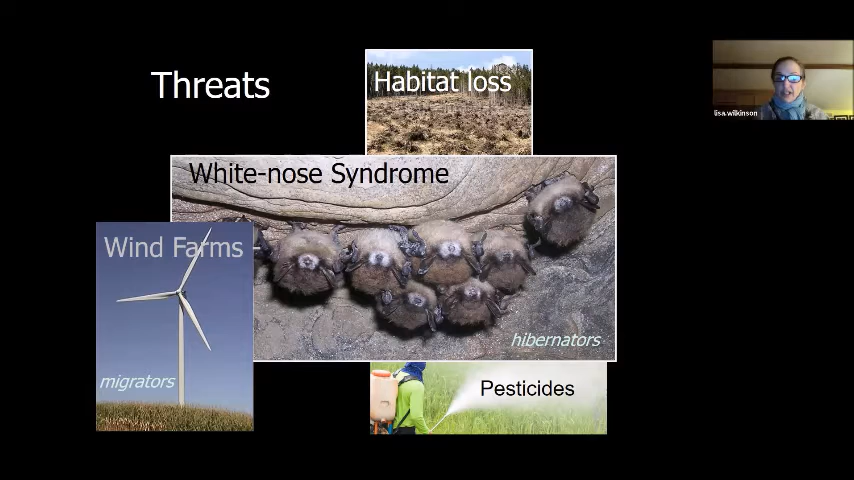 Threats
Habitat loss
White-nose Syndrome
Wind Farms -
hibernators
migrators
Pesticides
lisa.wilkinson